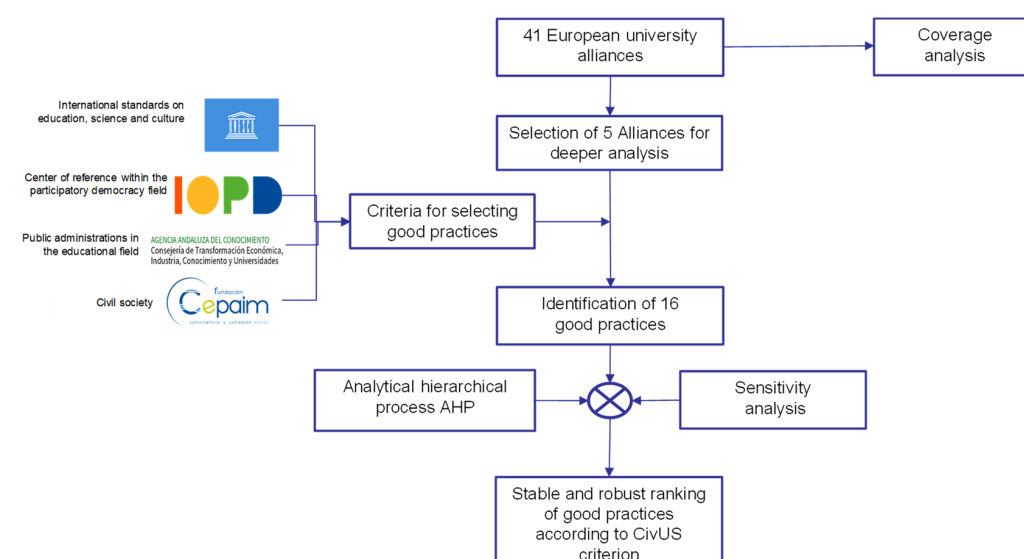 41 European university
alliances
Coverage
analysis
International standards on
education, science and culture
Selection of 5 Alliances for
deeper analysis
Center of reference within the
participatory democracy field
IOPD
Criteria for selecting
good practices
Public administrations in
the educational field
AGENCIA ANDALUZA DEL CONOCIMIENTO
Consejería de Transformación Económica,
Industria, Conocimiento y Universidades
Civil society
fundación
Cepaim
convivencia y cohesión social
Identification of 16
good practices
Analytical hierarchical
process AHP
Sensitivity
analysis
Stable and robust ranking
of good practices
according to CivUS
criterion